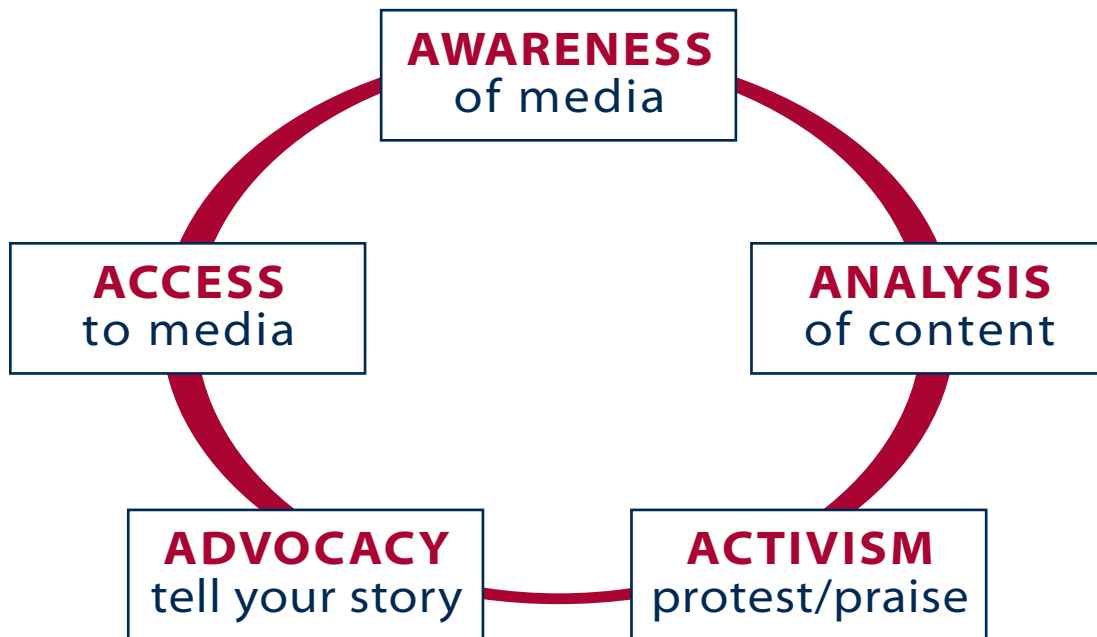 AWARENESS
of media
ANALYSIS
of content
ACTIVISM
protest/praise
ADVOCACY
tell your story
ACCESS
to media